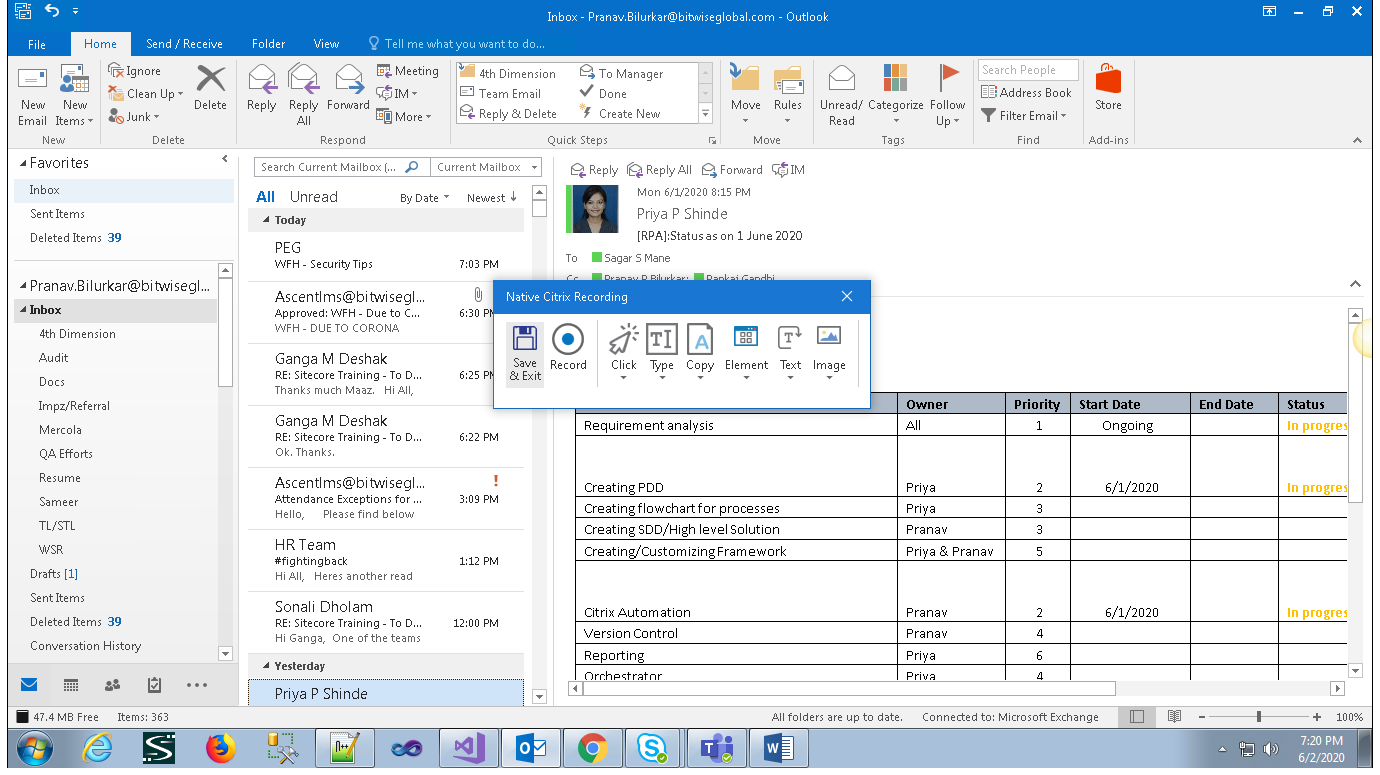 Inbox - Pranav.Bilurkar@bitwiseglobal.com - Outlook
File Home Send / Receive Folder View Tell me what you want to do...
New Email
New Items
Ignore
Clean Up
Junk
Delete
Reply
Reply All
Forward
Meeting
IM
More
4th Dimension
Team Email
Reply & Delete
To Manager
Done
Create New
Move
Rules
Unread/ Read
Categorize
Follow Up
Search People
Address Book
Filter Email
Store
New Delete Respond Quick Steps Move Tags Find Add-ins
Favorites
Inbox
Sent Items
Deleted Items 39
Pranav.Bilurkar@bitwisegl...
Inbox
4th Dimension
Audit
Docs
Impz/Referral
Mercola
QA Efforts
Resume
Sameer
TL/STL
WSR
Drafts [1]
Sent Items
Deleted Items 39
Conversation History
Search Current Mailbox (... Current Mailbox
All Unread By Date Newest ↓
Today
PEG
WFH - Security Tips 7:03 PM
Ascentlms@bitwisegl...
Approved: WFH - Due to C... 6:30 PM
WFH - DUE TO CORONA
Ganga M Deshak
RE: Sitecore Training - To D... 6:25 PM
Thanks much Maaz. Hi All,
Ganga M Deshak
RE: Sitecore Training - To D... 6:22 PM
Ok. Thanks.
Ascentlms@bitwisegl... !
Attendance Exceptions for ... 3:09 PM
Hello, Please find below
HR Team
#fightingback 1:12 PM
Hi All, Heres another read
Sonali Dholam
RE: Sitecore Training - To D... 12:00 PM
Hi Ganga, One of the teams
Yesterday
Priya P Shinde
Reply Reply All Forward IM
Mon 6/1/2020 8:15 PM
Priya P Shinde
[RPA]:Status as on 1 June 2020
To Sagar S Mane
Cc Pranav P Bilurkar; Pankaj Gandhi
Native Citrix Recording
Save & Exit
Record
Click
Type
Copy
Element
Text
Image
Owner Priority Start Date End Date Status
Requirement analysis All 1 Ongoing In progres
Creating PDD Priya 2 6/1/2020 In progres
Creating flowchart for processes Priya 3
Creating SDD/High level Solution Pranav 3
Creating/Customizing Framework Priya & Pranav 5
Citrix Automation Pranav 2 6/1/2020 In progres
Version Control Pranav 4
Reporting Priya 6
Orchestrator Priya 4
47.4 MB Free Items: 363 All folders are up to date. Connected to: Microsoft Exchange 100%
7:20 PM
6/2/2020